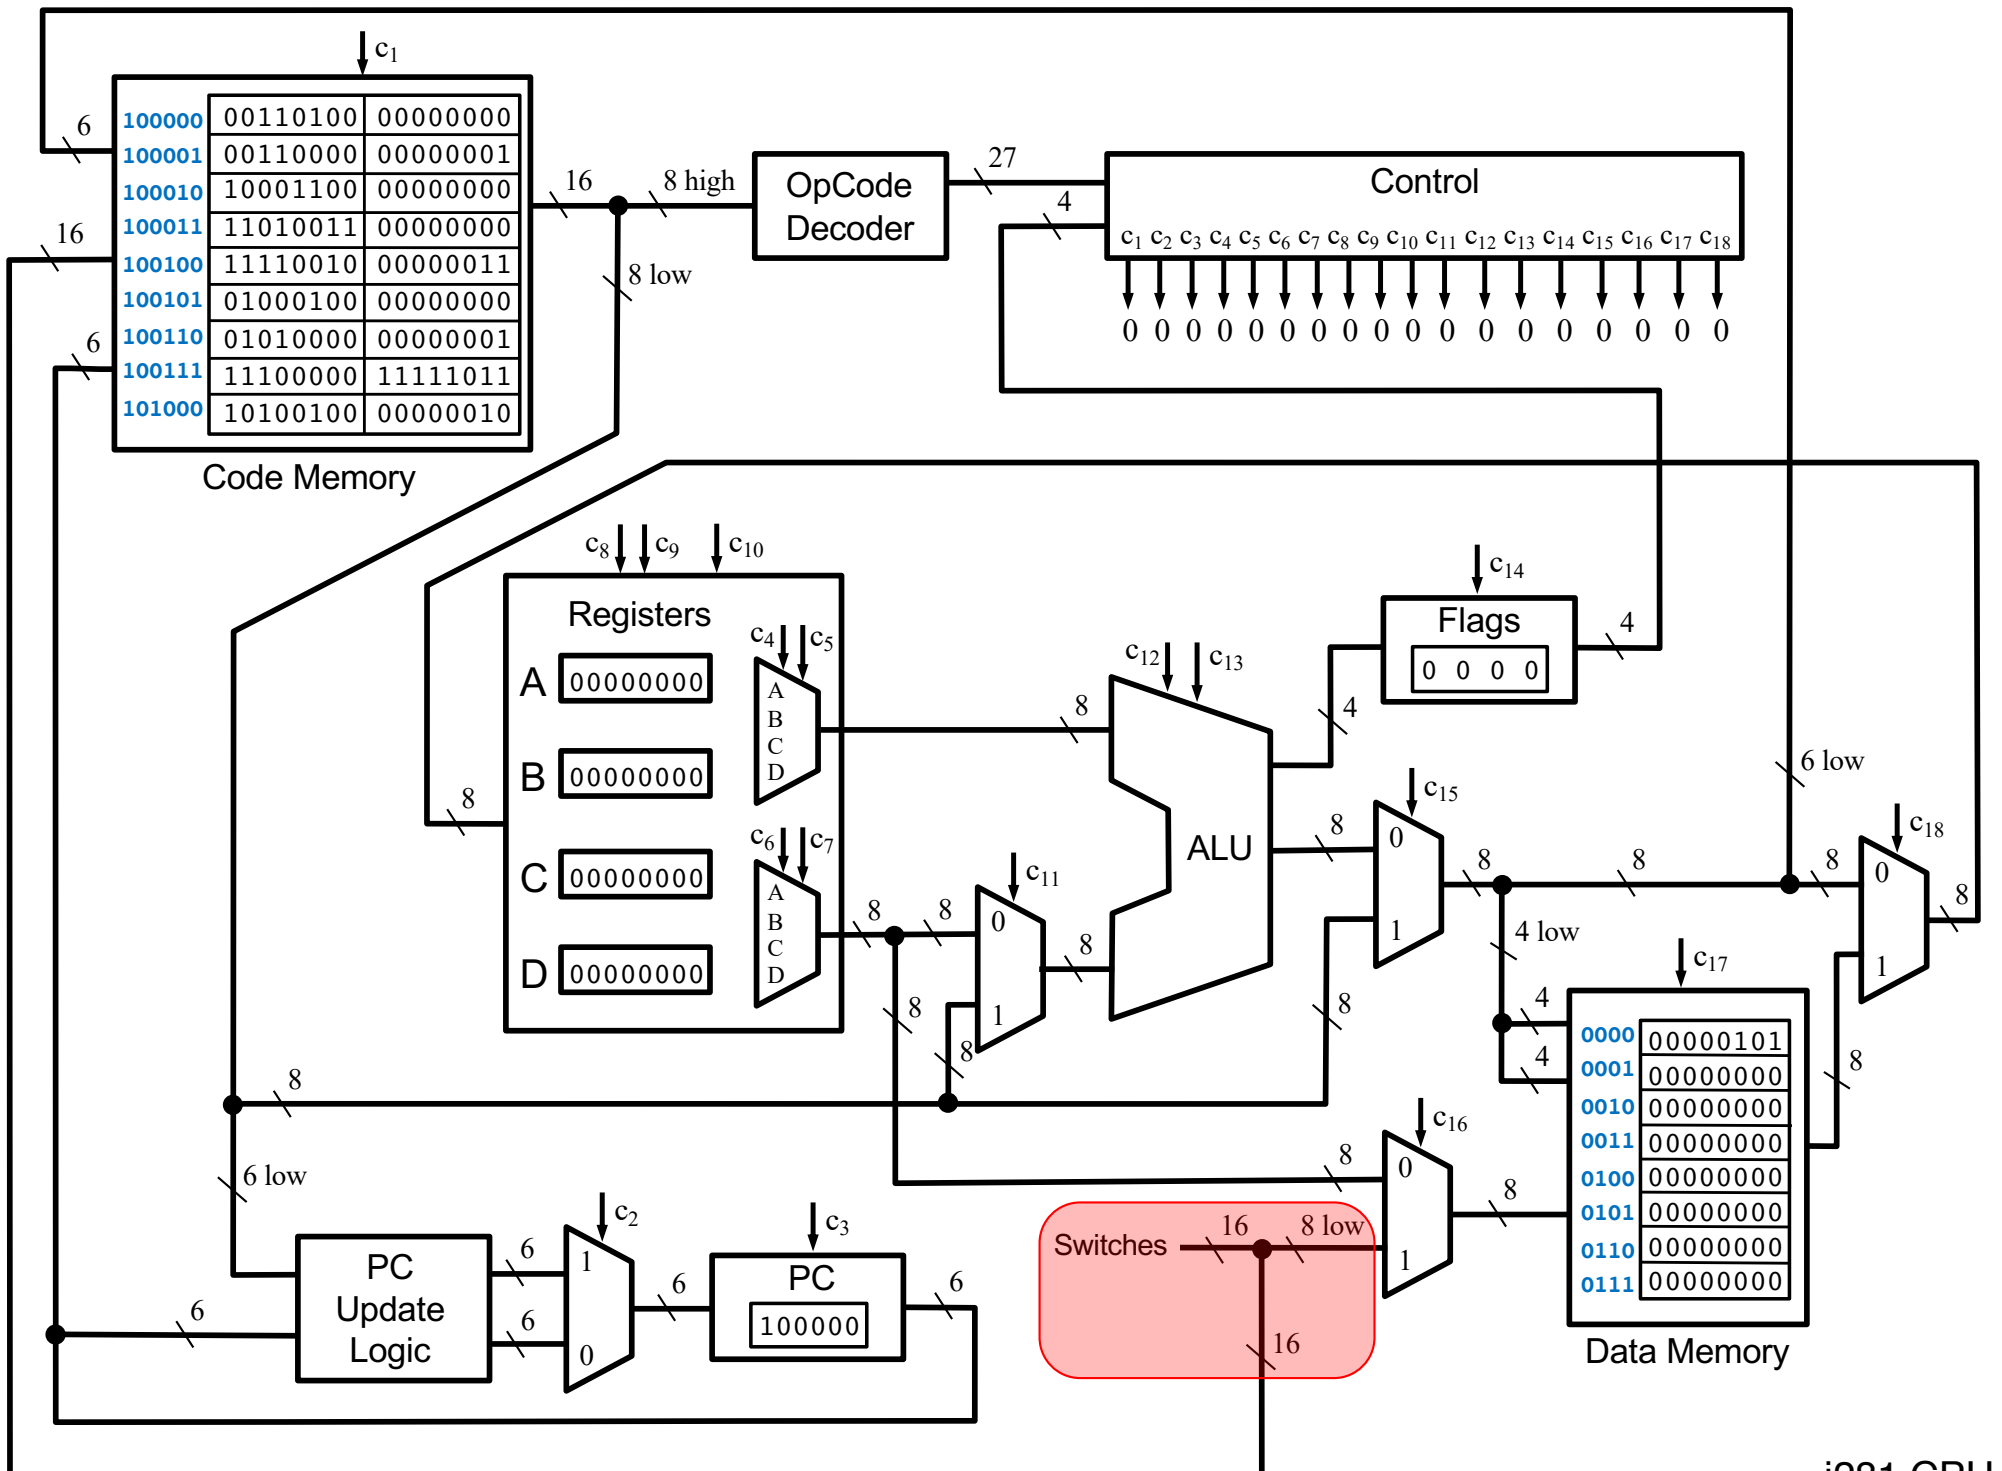 c1
6
16
6
100000 00110100 00000000
100001 00110000 00000001
100010 10001100 00000000
100011 11010011 00000000
100100 11110010 00000011
100101 01000100 00000000
100110 01010000 00000001
100111 11100000 11111011
101000 10100100 00000010
Code Memory
16
8 high
8 low
OpCode
Decoder
27
4
Control
c1 c2 c3 c4 c5 c6 c7 c8 c9 c10 c11 c12 c13 c14 c15 c16 c17 c18
0 0 0 0 0 0 0 0 0 0 0 0 0 0 0 0 0 0
c8 c9 c10
Registers
A 00000000
B 00000000
C 00000000
D 00000000
8
c4 c5
A
B
C
D
c6 c7
A
B
C
D
8
8
8
8
8
c11
0
1
8
c12 c13
ALU
c14
Flags
0 0 0 0
4
4
8
c15
0
1
8
8
8
6 low
8
4 low
4
4
c18
0
1
8
c17
0000 00000101
0001 00000000
0010 00000000
0011 00000000
0100 00000000
0101 00000000
0110 00000000
0111 00000000
Data Memory
8
8
c16
0
1
8
8
Switches
16
8 low
16
6 low
6
PC
Update
Logic
6
6
c2
1
0
6
c3
PC
100000
6